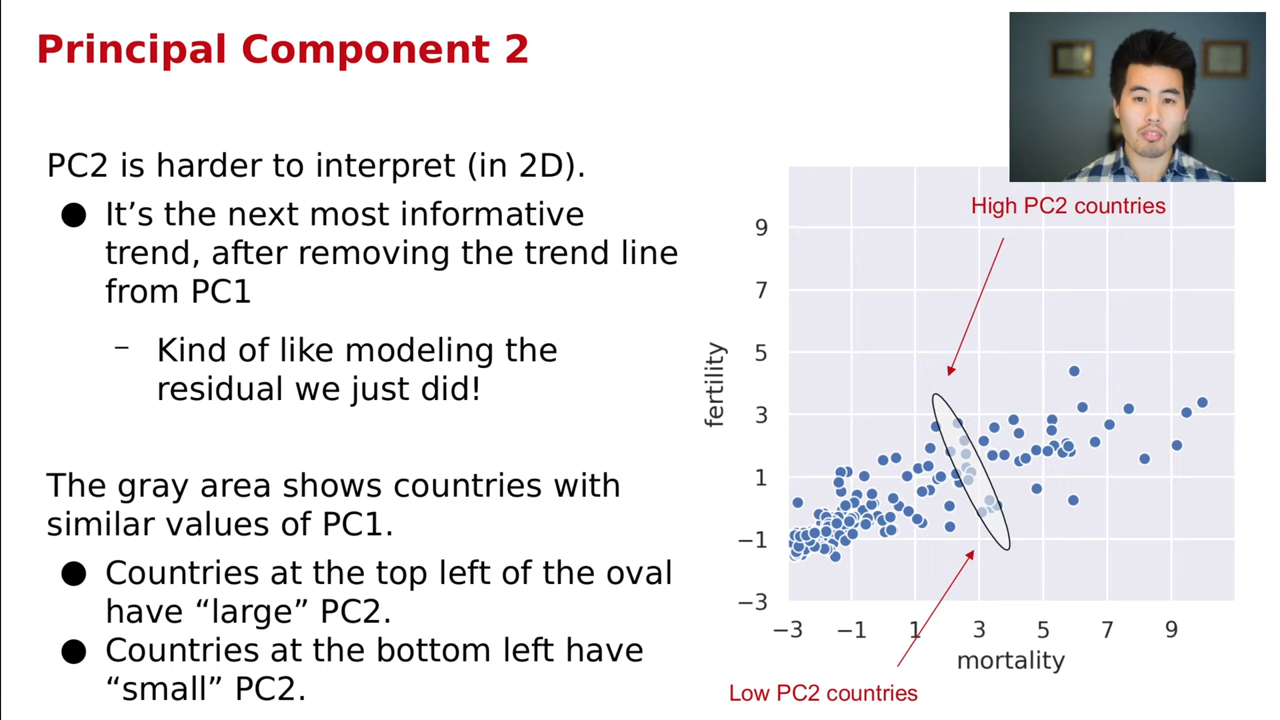 Principal Component 2
PC2 is harder to interpret (in 2D).
● It’s the next most informative
trend, after removing the trend line
from PC1
– Kind of like modeling the
residual we just did!
The gray area shows countries with
similar values of PC1.
● Countries at the top left of the oval
have “large” PC2.
● Countries at the bottom left have
“small” PC2.
High PC2 countries
9
7
5
3
1
−1
−3
fertility
−3 −1 1 3 5 7 9
mortality
Low PC2 countries